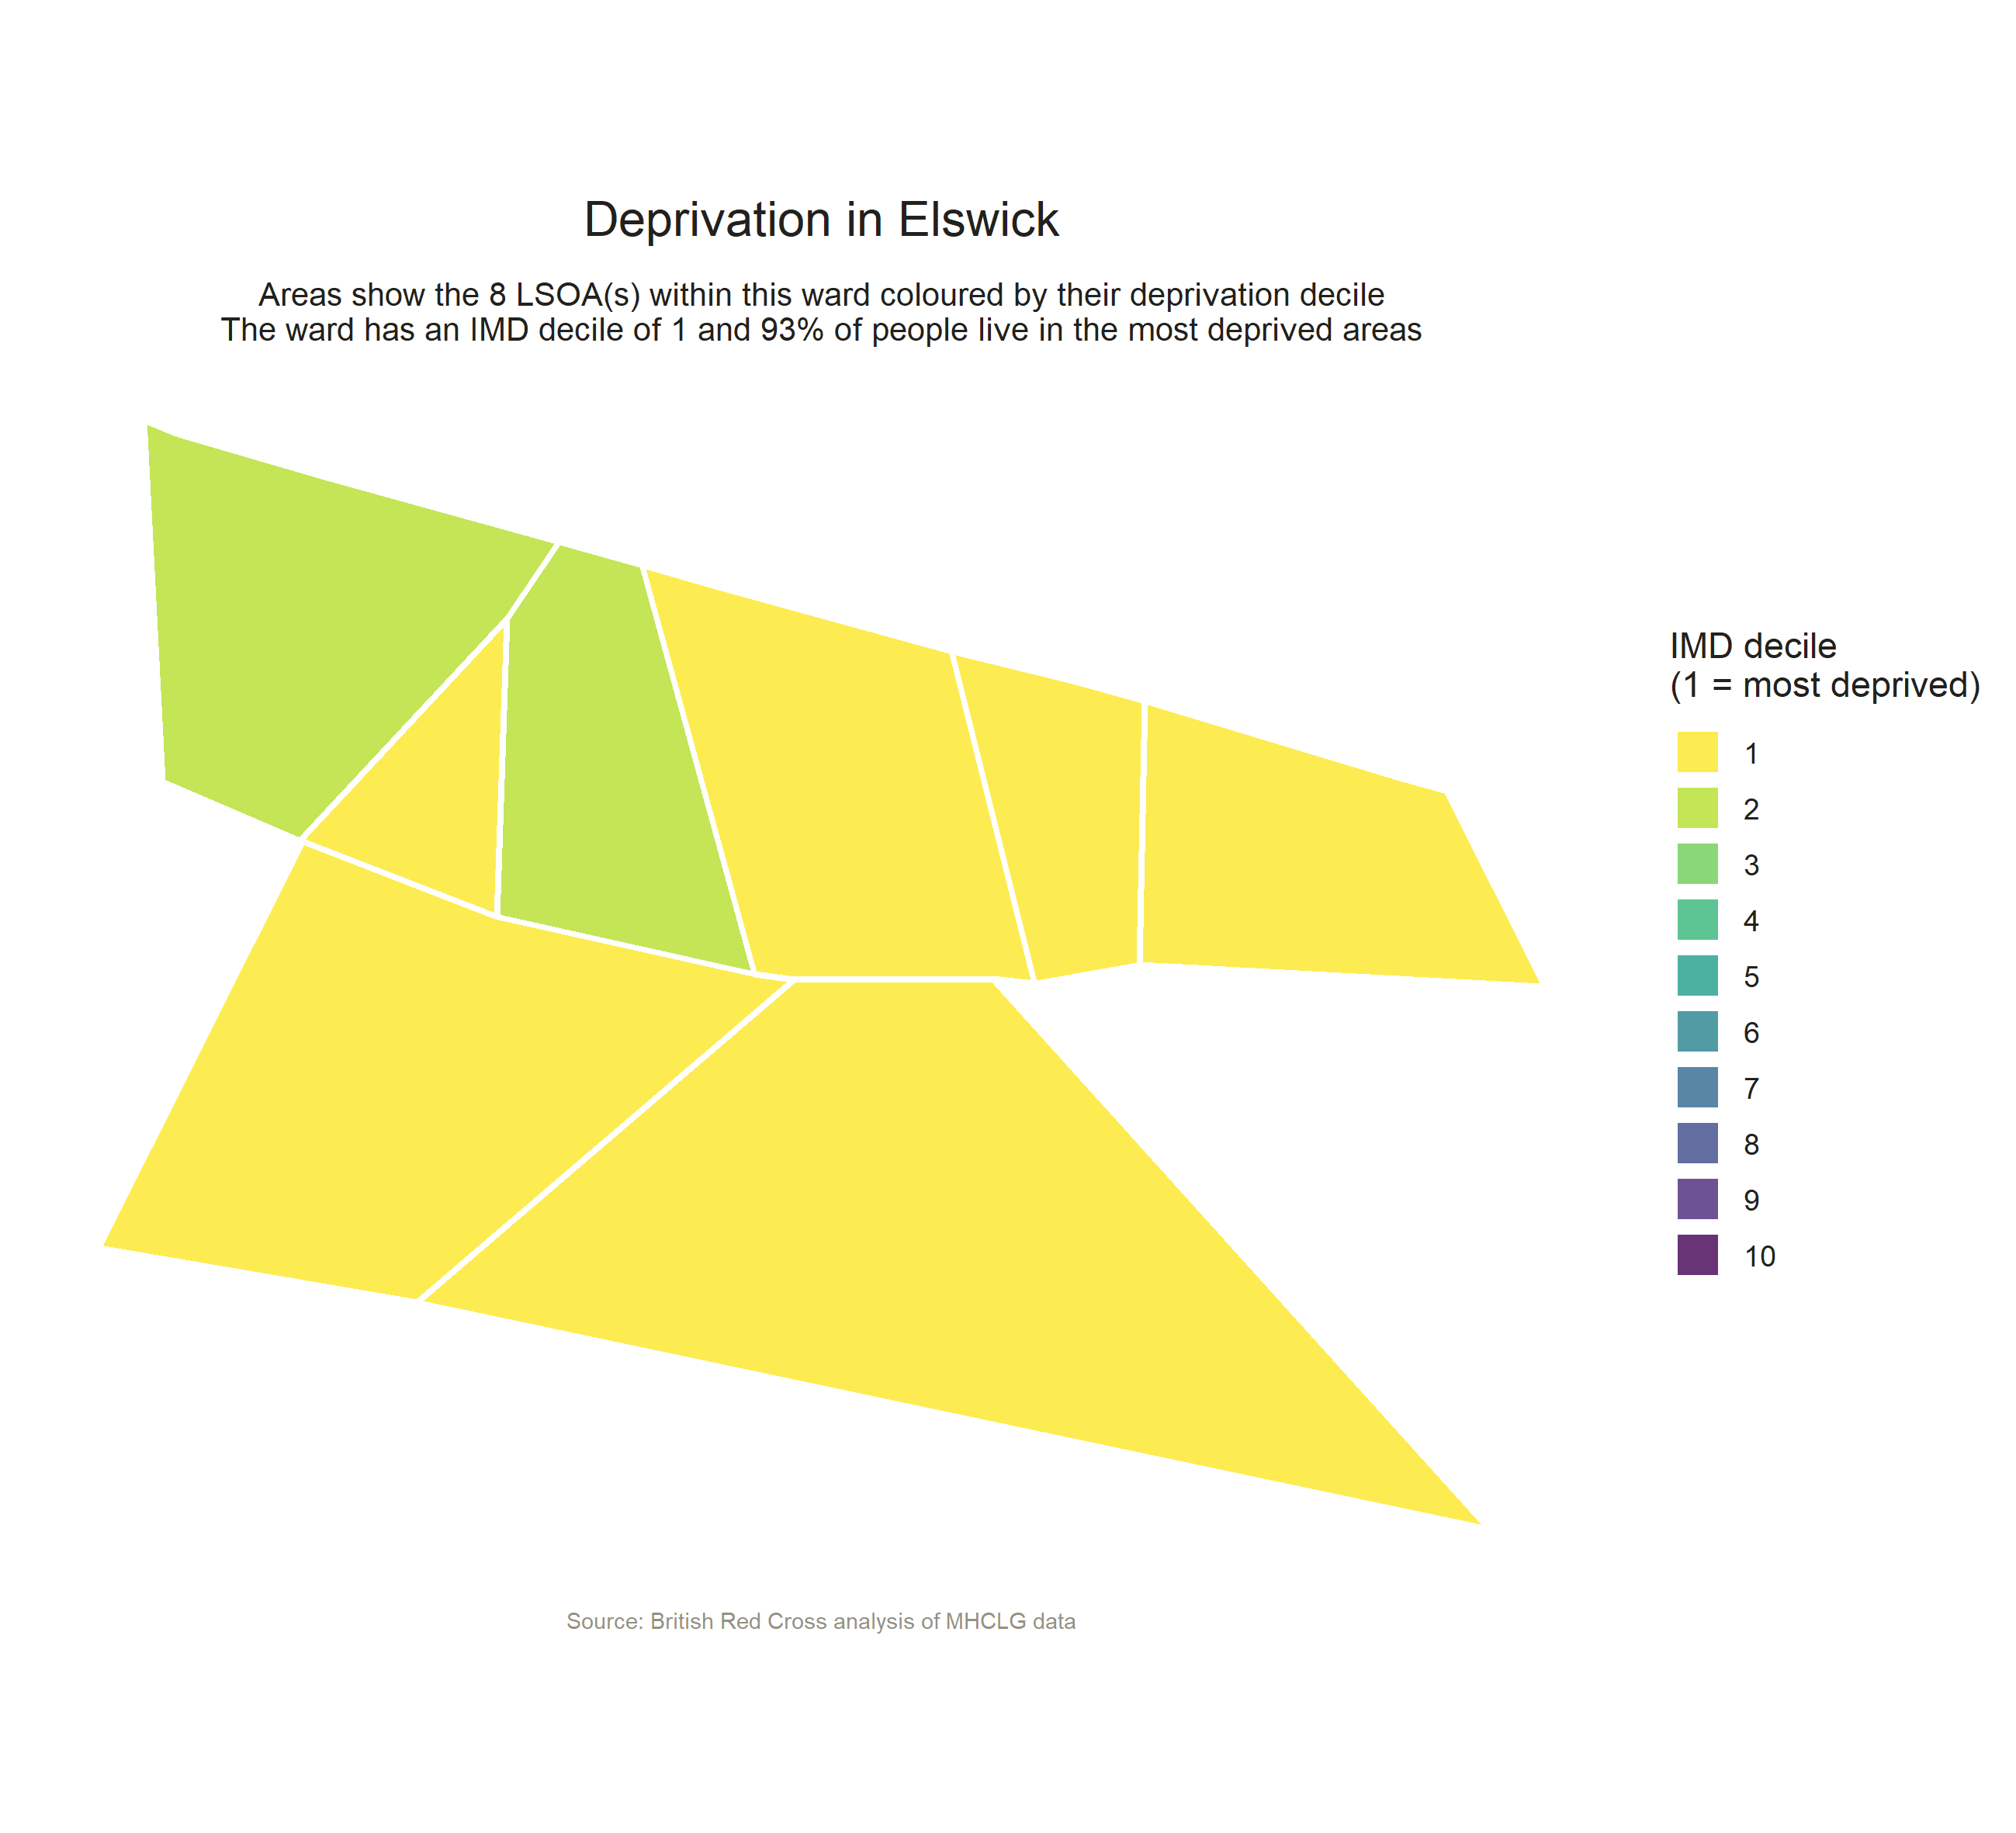 Deprivation in Elswick
Areas show the 8 LSOA(s) within this ward coloured by their deprivation decile
The ward has an IMD decile of 1 and 93% of people live in the most deprived areas
IMD decile
(1 = most deprived)
1
2
3
4
5
6
7
8
9
10
Source: British Red Cross analysis of MHCLG data